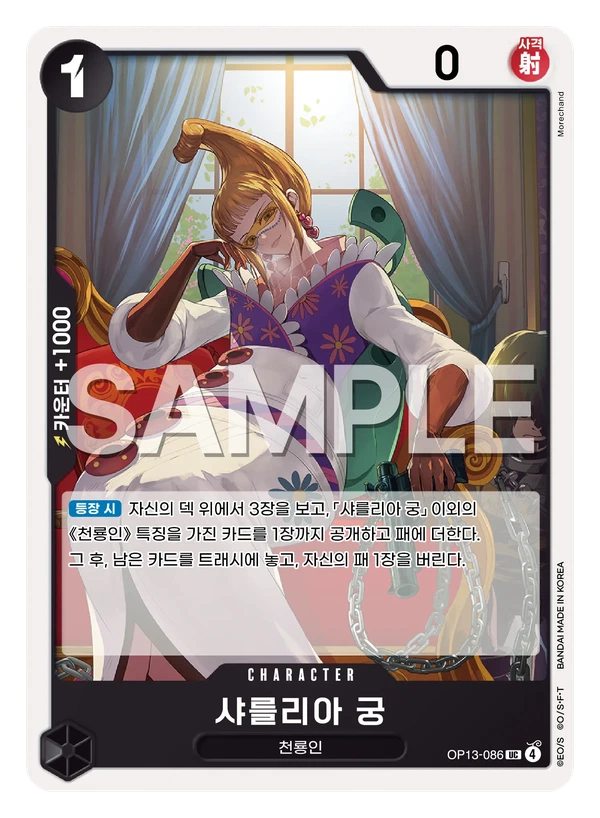 1
0
사격
射
Morechand
카운터 +1000
SAMPLE
등장 시 자신의 덱 위에서 3장을 보고, 「샤를리아 궁」 이외의
《천룡인》 특징을 가진 카드를 1장까지 공개하고 패에 더한다.
그 후, 남은 카드를 트래시에 놓고, 자신의 패 1장을 버린다.
CHARACTER
샤를리아 궁
천룡인
OP13-086 UC 4
©EO/S ©O/S·F·T BANDAI MADE IN KOREA